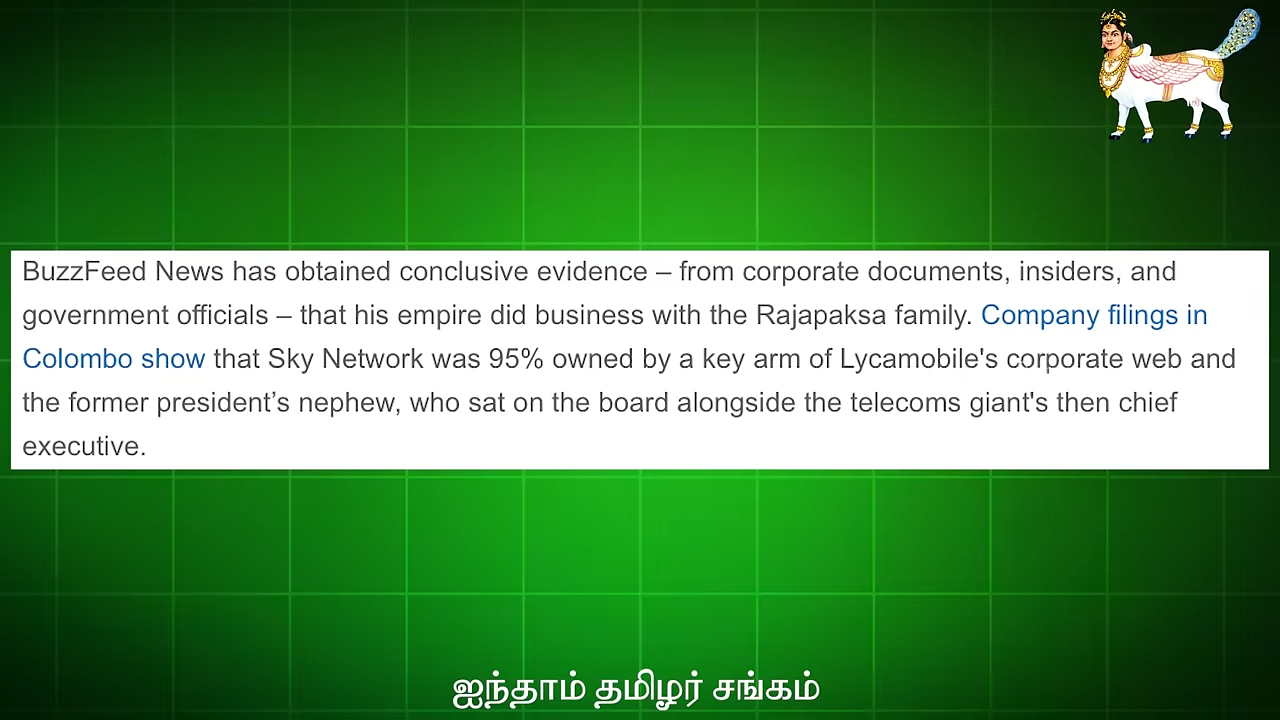 BuzzFeed News has obtained conclusive evidence – from corporate documents, insiders, and
government officials – that his empire did business with the Rajapaksa family. Company filings in
Colombo show that Sky Network was 95% owned by a key arm of Lycamobile's corporate web and
the former president’s nephew, who sat on the board alongside the telecoms giant's then chief
executive.
ஐந்தாம் தமிழர் சங்கம்